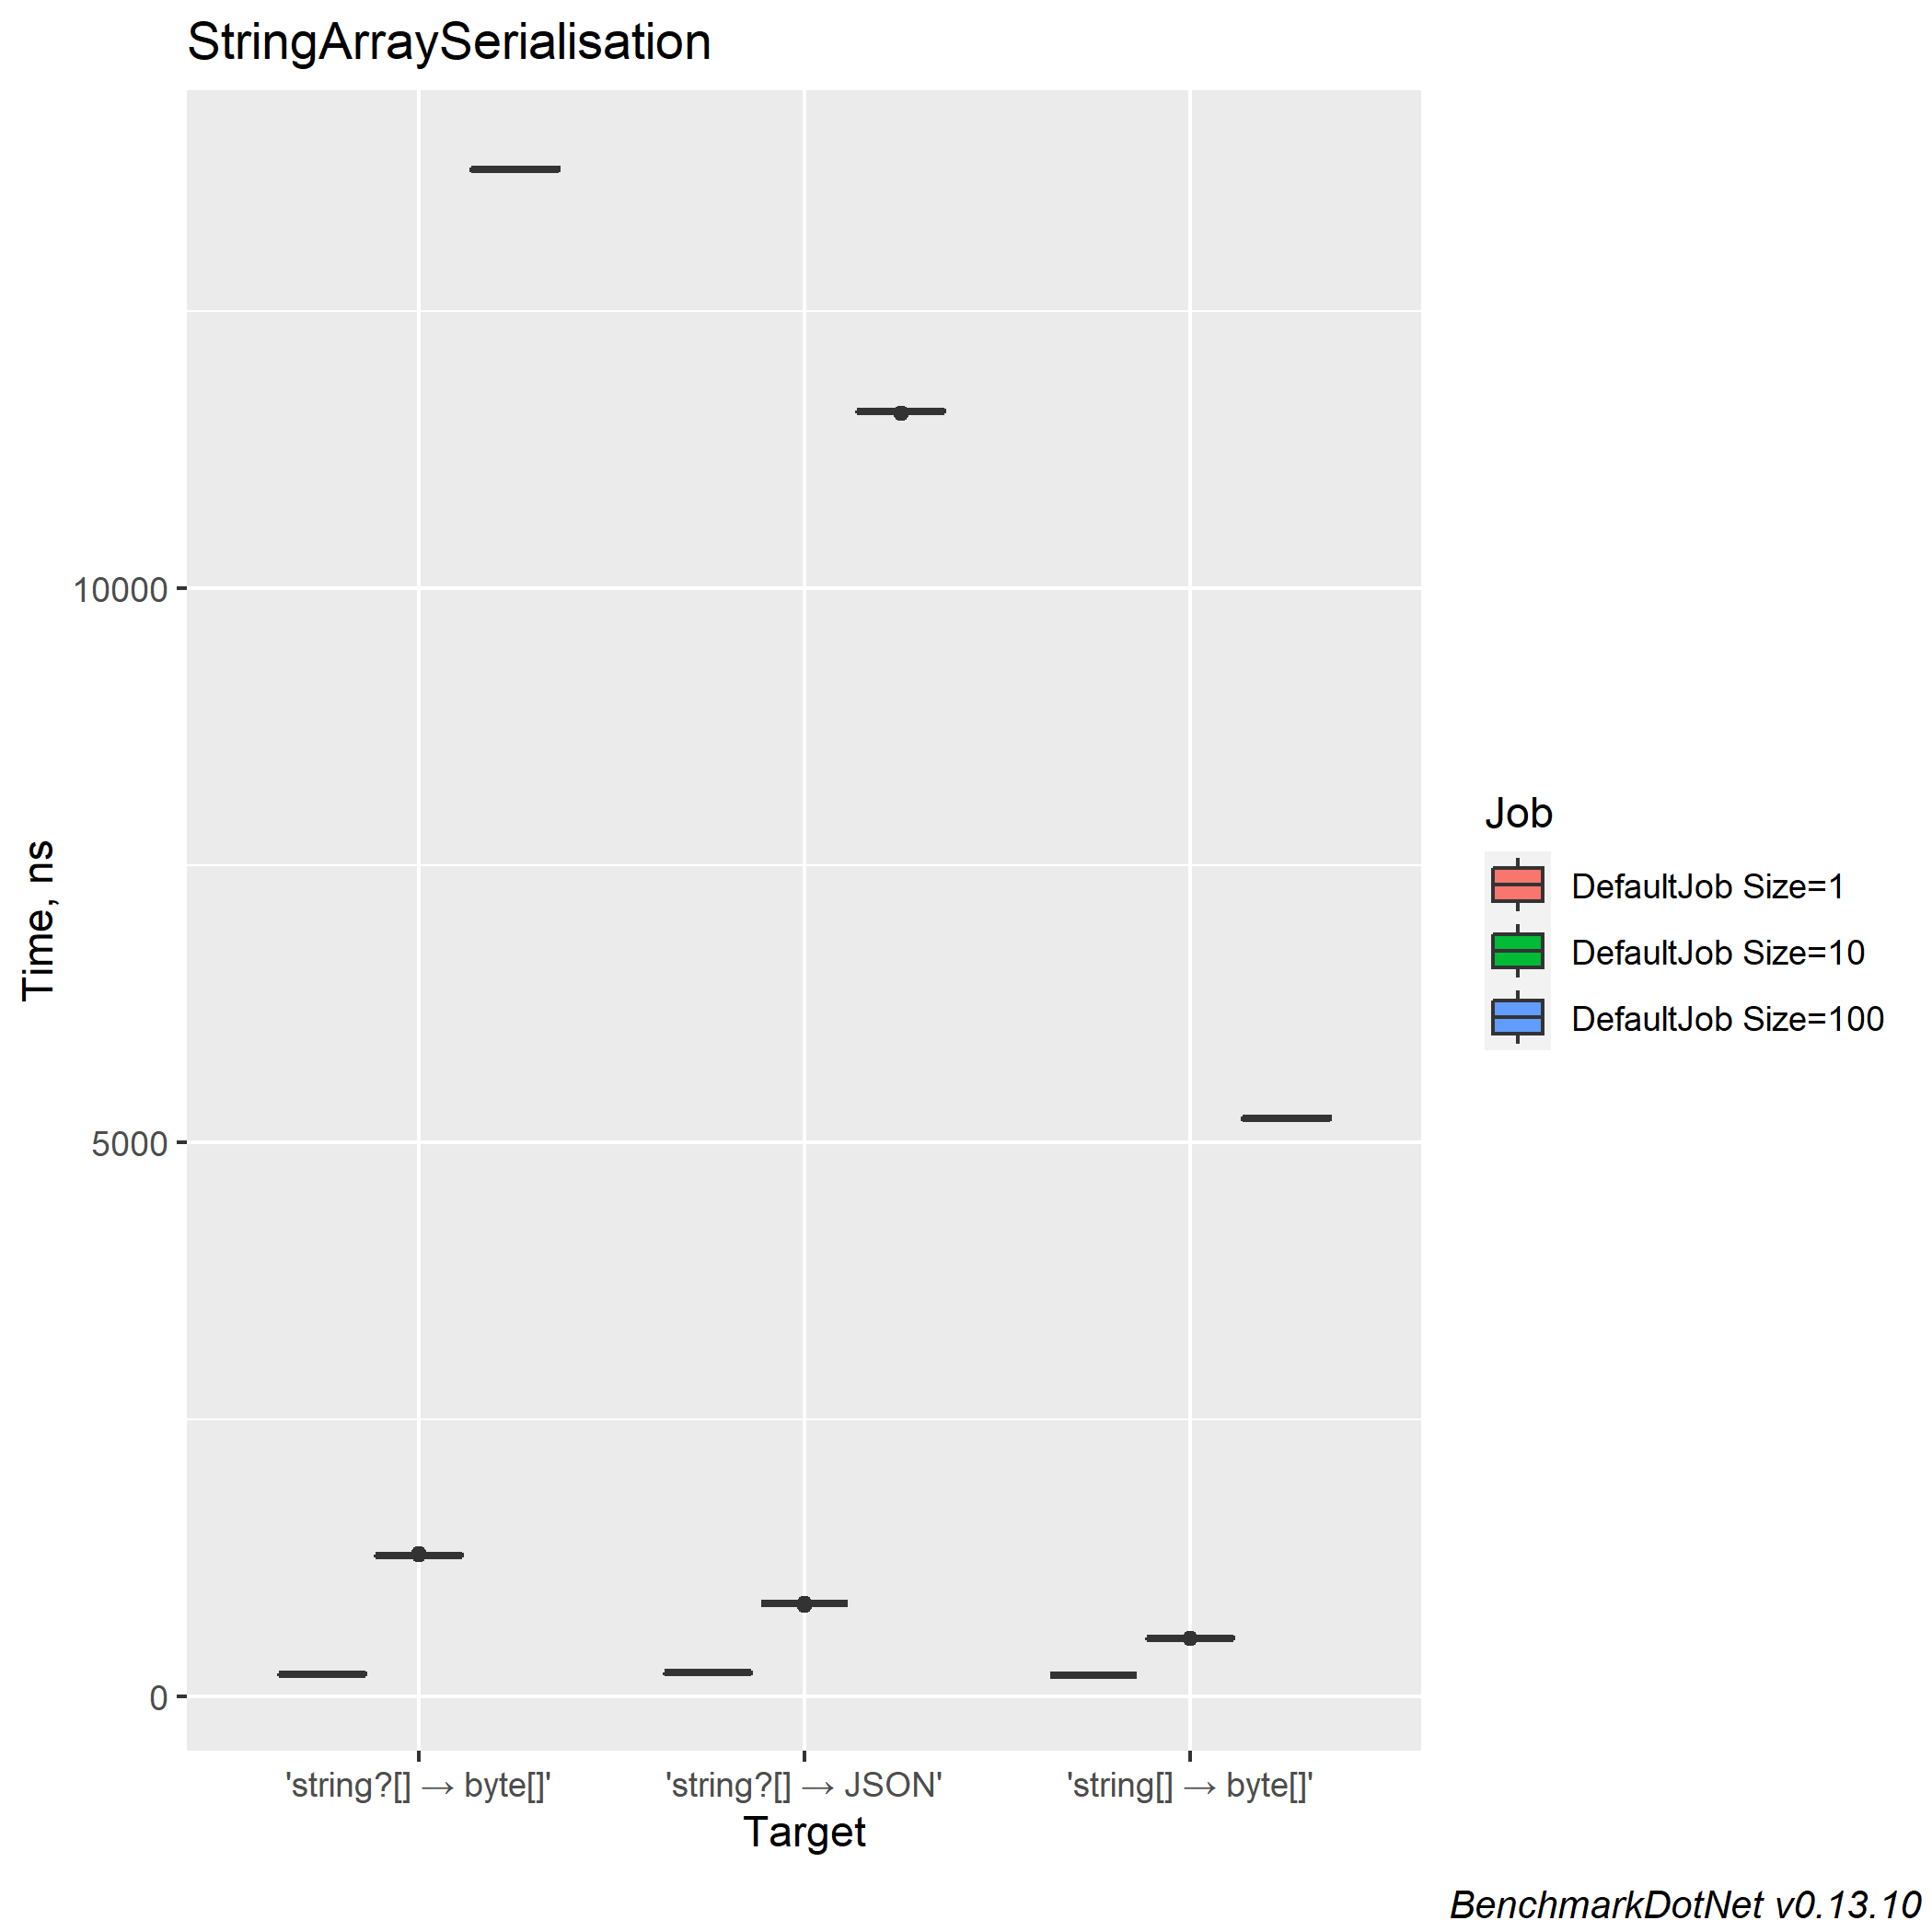 StringArraySerialisation
Time, ns
10000
5000
0
'string?[] → byte[]'
'string?[] → JSON'
'string[] → byte[]'
Target
Job
DefaultJob Size=1
DefaultJob Size=10
DefaultJob Size=100
BenchmarkDotNet v0.13.10